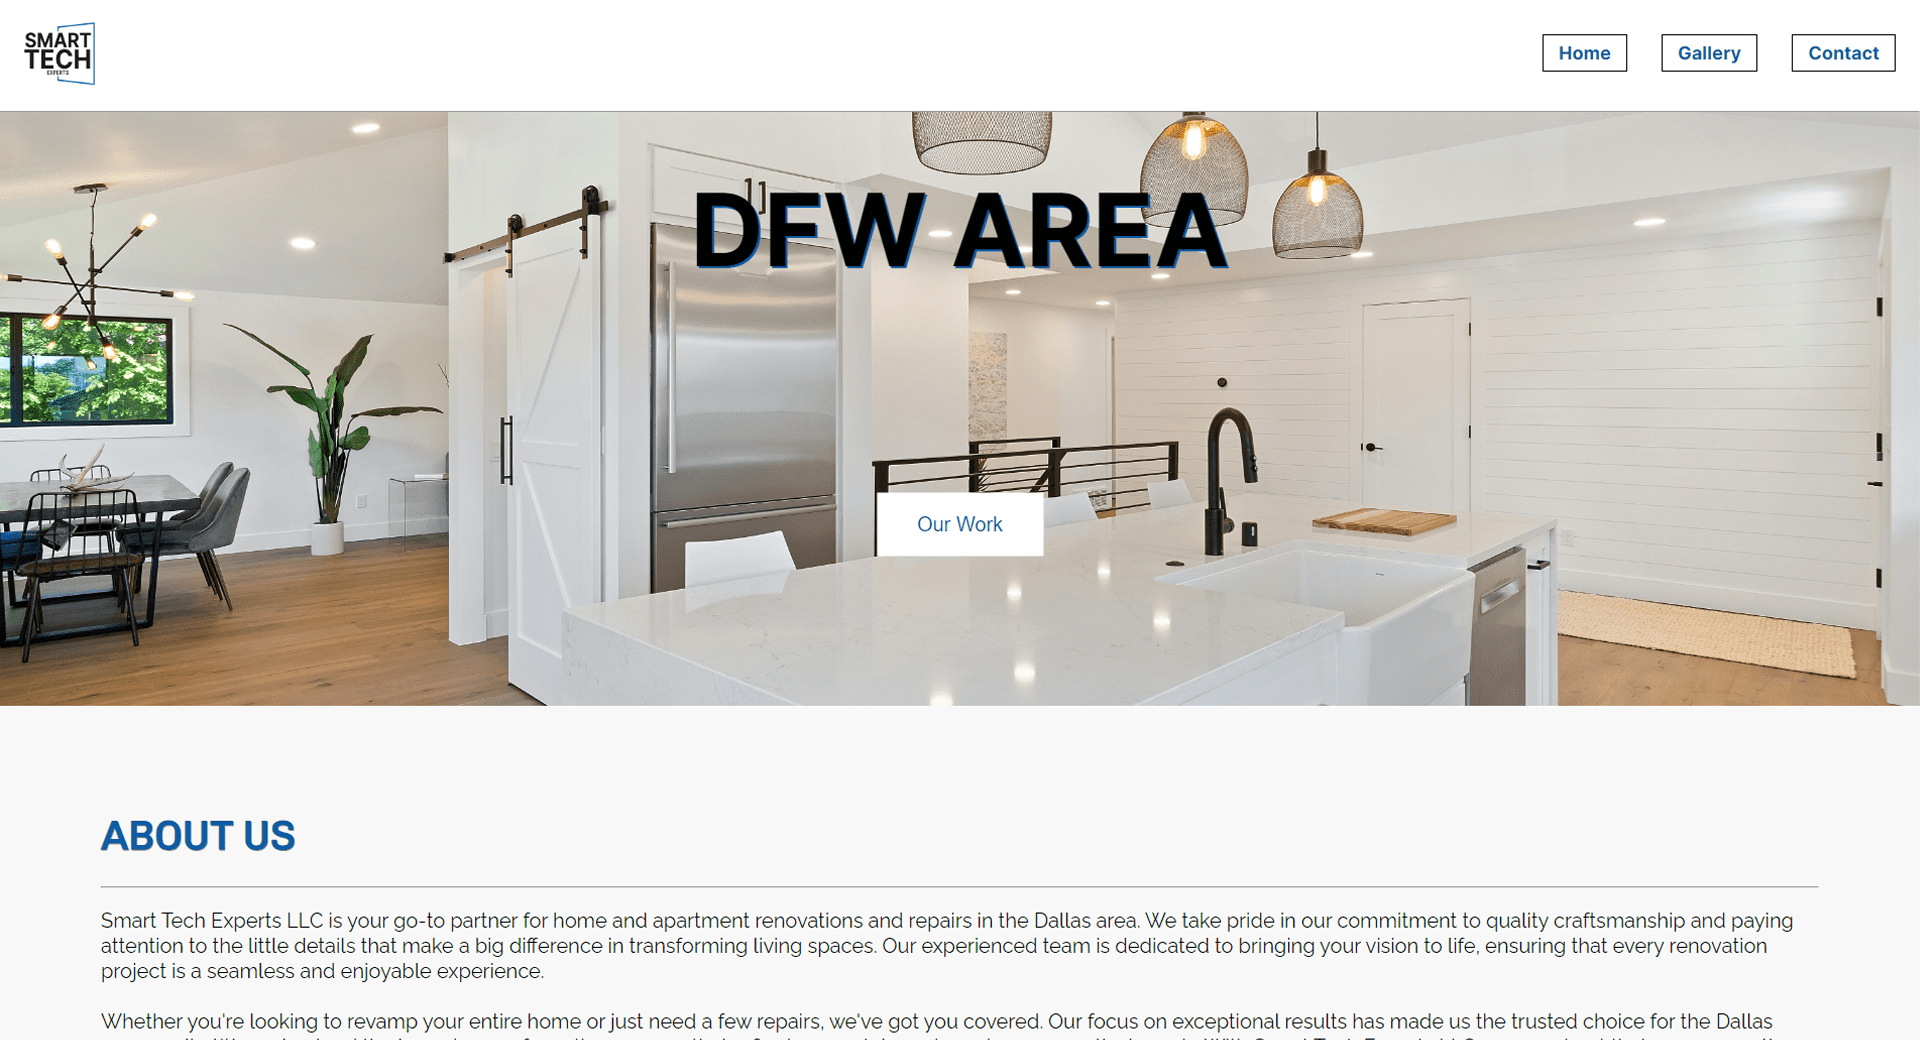 SMART
TECH
EXPERTS
Home
Gallery
Contact
DFW AREA
Our Work
ABOUT US
Smart Tech Experts LLC is your go-to partner for home and apartment renovations and repairs in the Dallas area. We take pride in our commitment to quality craftsmanship and paying
attention to the little details that make a big difference in transforming living spaces. Our experienced team is dedicated to bringing your vision to life, ensuring that every renovation
project is a seamless and enjoyable experience.
Whether you're looking to revamp your entire home or just need a few repairs, we've got you covered. Our focus on exceptional results has made us the trusted choice for the Dallas